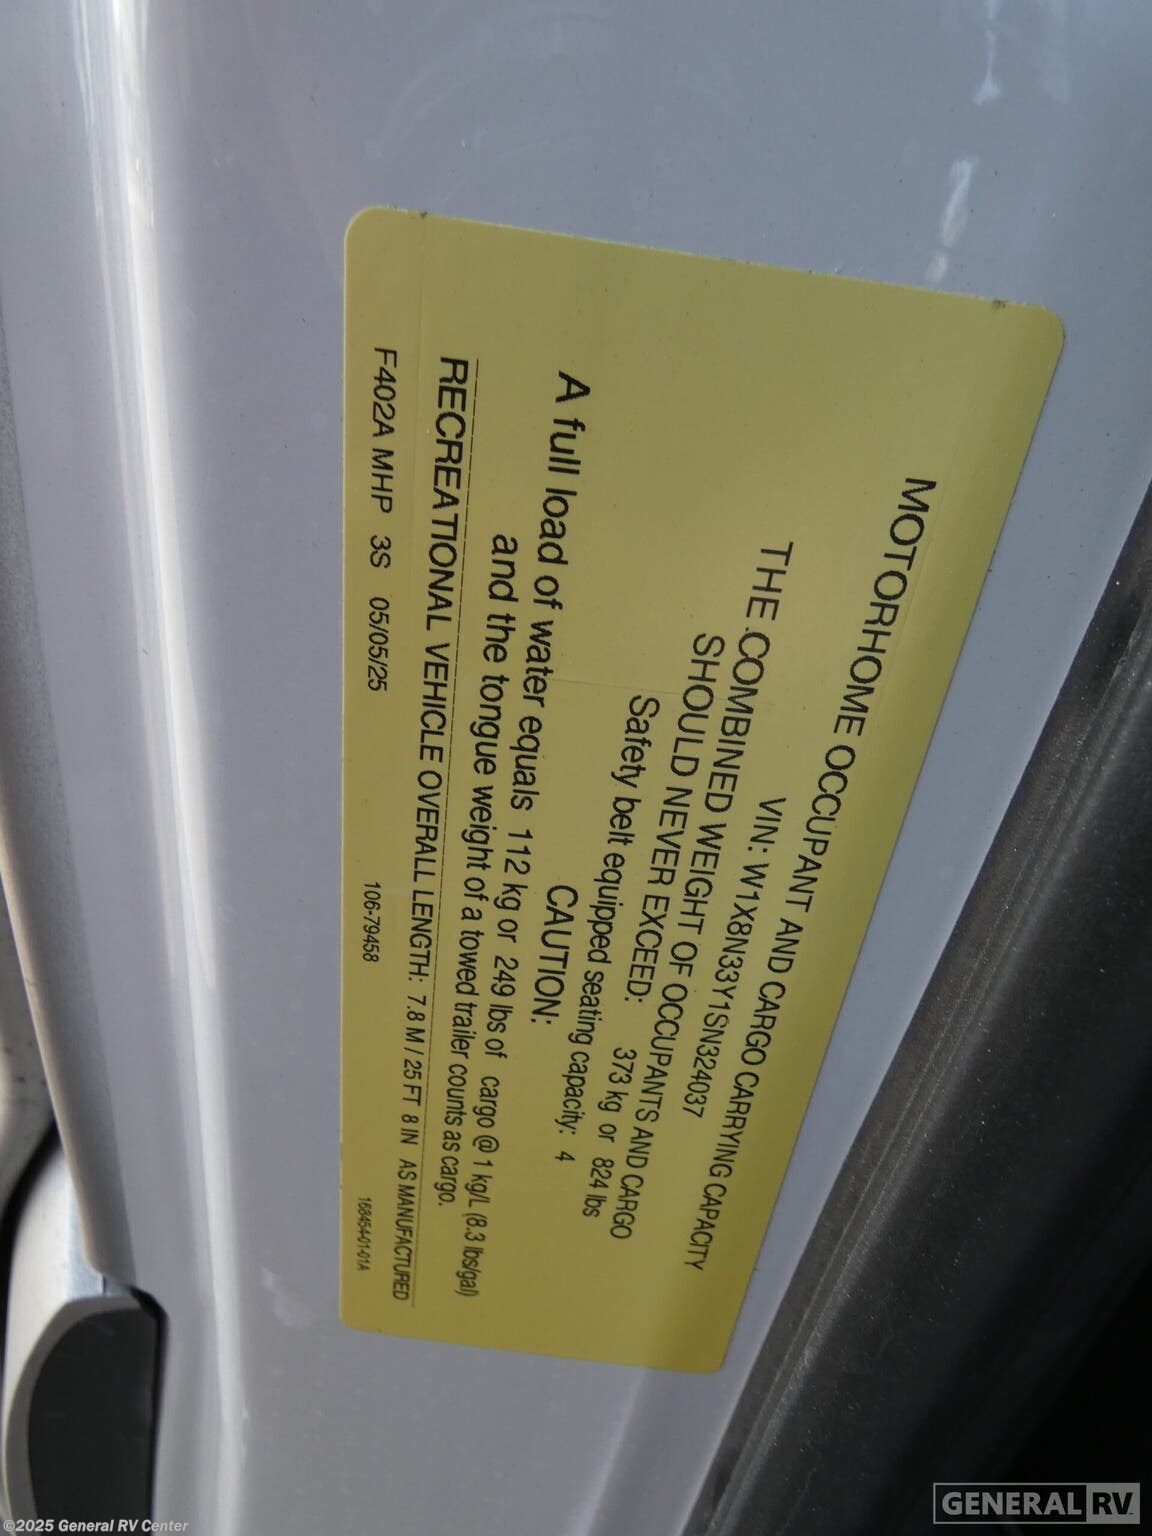 MOTORHOME OCCUPANT AND CARGO CARRYING CAPACITY
VIN: W1X8N33Y1SN324037
THE COMBINED WEIGHT OF OCCUPANTS AND CARGO
SHOULD NEVER EXCEED: 373 kg or 824 lbs
Safety belt equipped seating capacity: 4
CAUTION:
A full load of water equals 112 kg or 249 lbs of cargo @ 1 kg/L (8.3 lbs/gal)
and the tongue weight of a towed trailer counts as cargo.
RECREATIONAL VEHICLE OVERALL LENGTH: 7.8 M / 25 FT 8 IN AS MANUFACTURED
F402A MHP 3S 05/05/25 106-79458 168454-01-01A
GENERAL RV
©2025 General RV Center